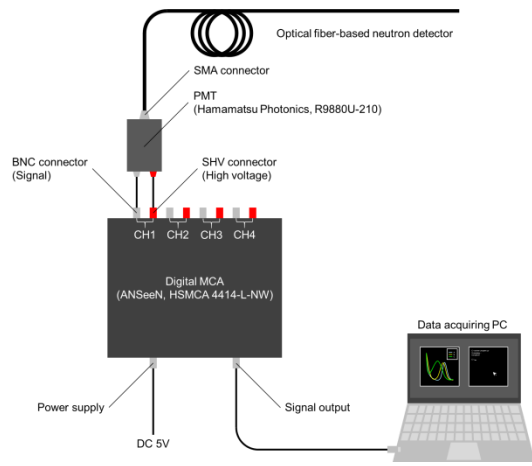 Optical fiber-based neutron detector
SMA connector
PMT
(Hamamatsu Photonics, R9880U-210)
BNC connector
(Signal)
SHV connector
(High voltage)
CH1 CH2 CH3 CH4
Digital MCA
(ANSeeN, HSMCA 4414-L-NW)
Data acquiring PC
Power supply
Signal output
DC 5V